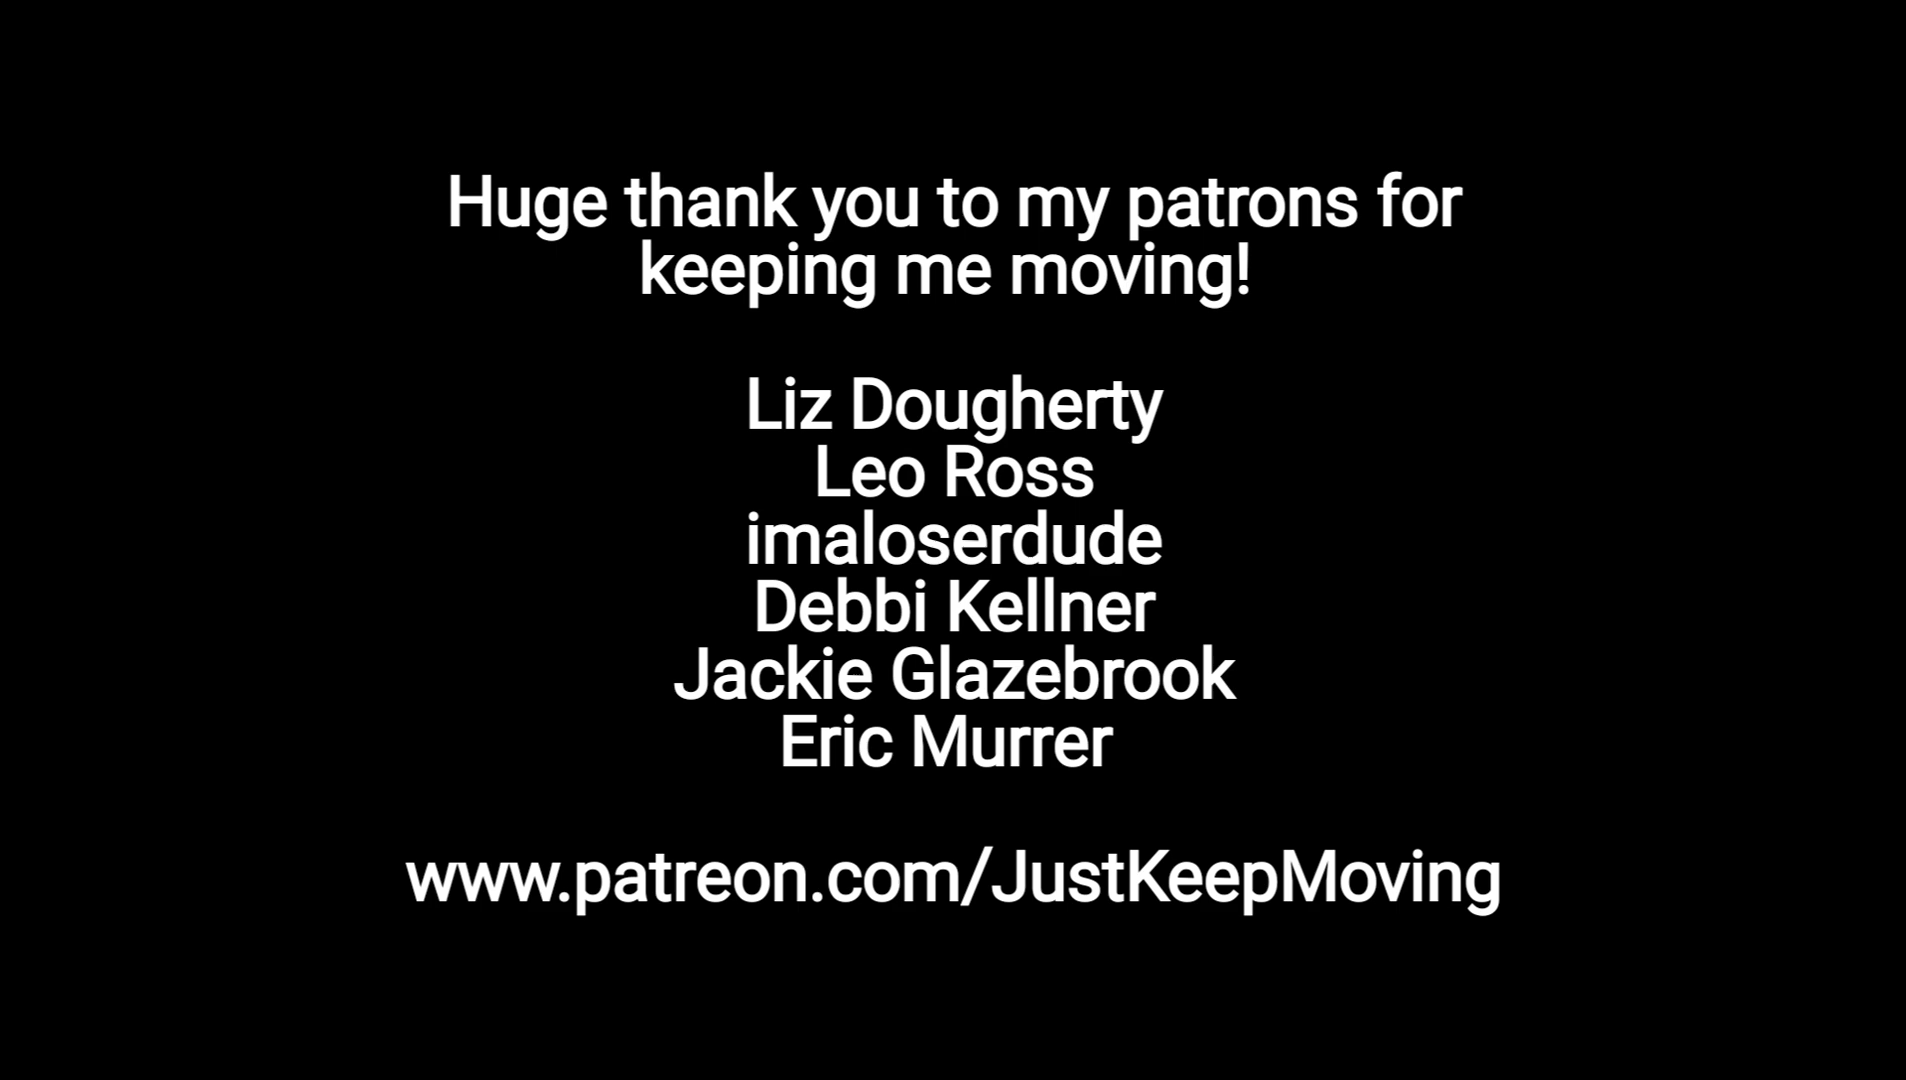 Huge thank you to my patrons for
keeping me moving!
Liz Dougherty
Leo Ross
imaloserdude
Debbi Kellner
Jackie Glazebrook
Eric Murrer
www.patreon.com/JustKeepMoving